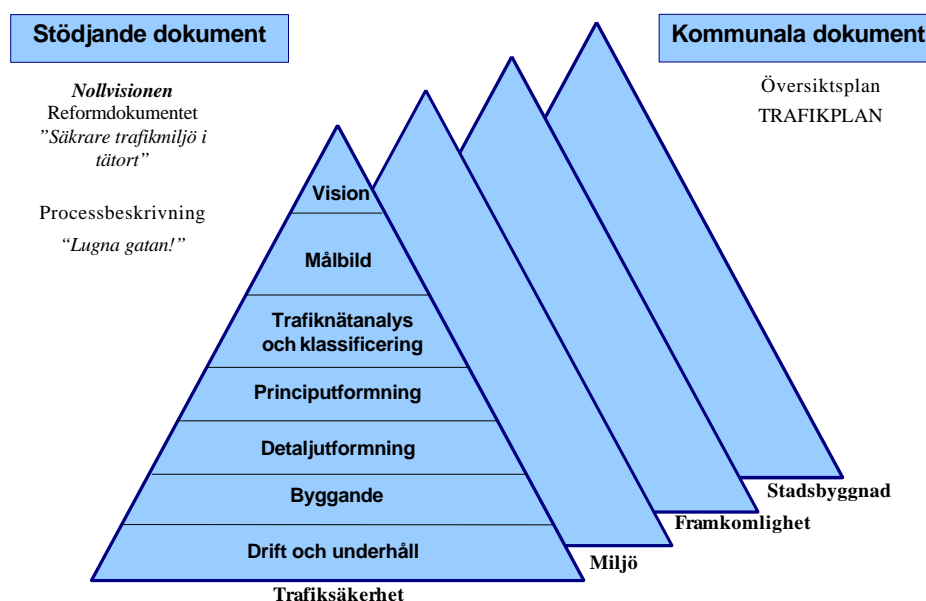 Stödjande dokument
Nollvisionen
Reformdokumentet
”Säkrare trafikmiljö i
tätort”
Processbeskrivning
“Lugna gatan!”
Kommunala dokument
Översiktsplan
TRAFIKPLAN
Vision
Målbild
Trafiknätanalys
och klassificering
Principutformning
Detaljutformning
Byggande
Drift och underhåll
Trafiksäkerhet
Miljö
Framkomlighet
Stadsbyggnad